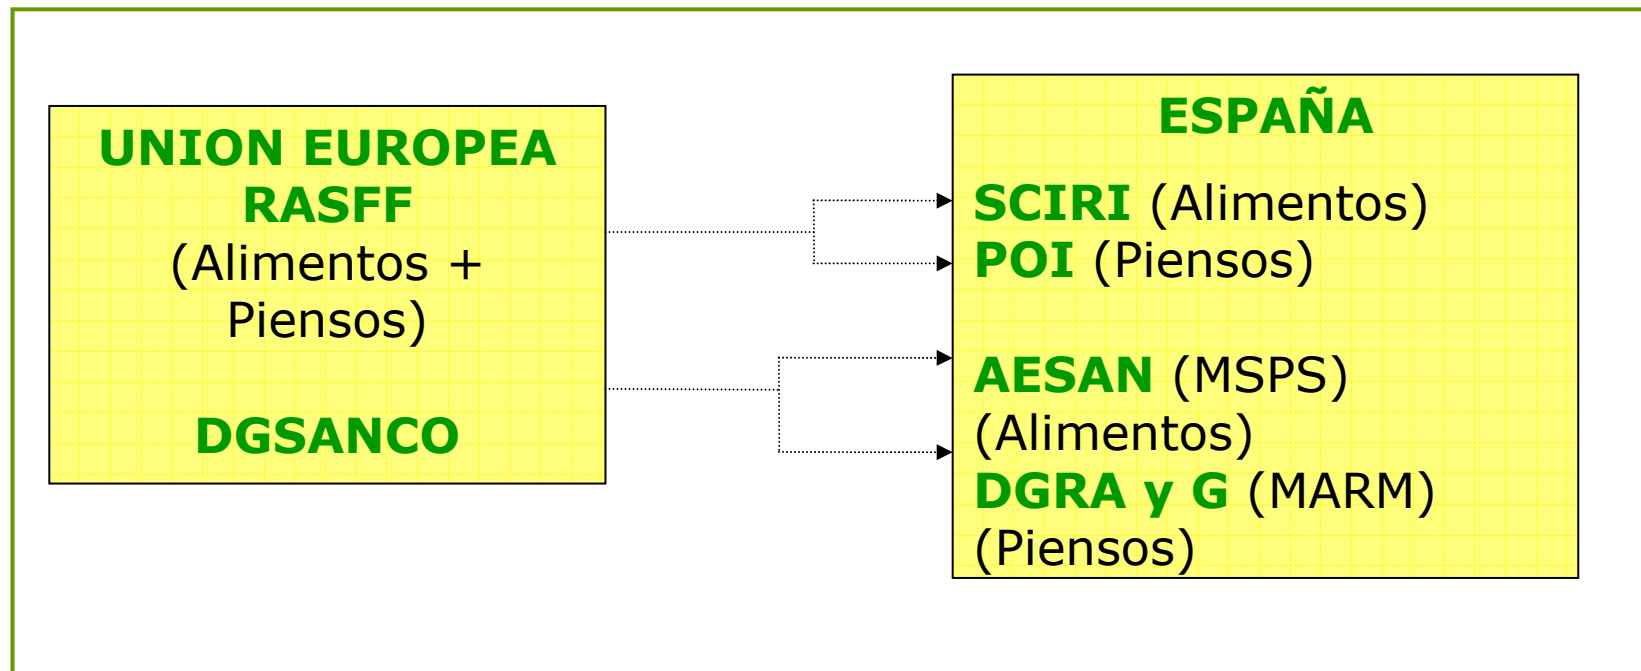 UNION EUROPEA
RASFF
(Alimentos +
Piensos)
DGSANCO
ESPAÑA
SCIRI (Alimentos)
POI (Piensos)
AESAN (MSPS)
(Alimentos)
DGRA y G (MARM)
(Piensos)